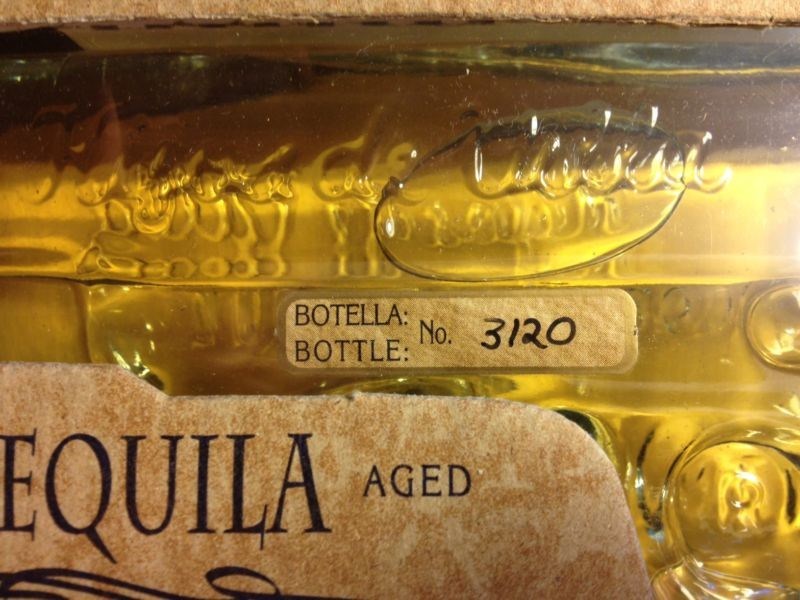 BOTELLA:
BOTTLE:
No. 3120
EQUILA AGED